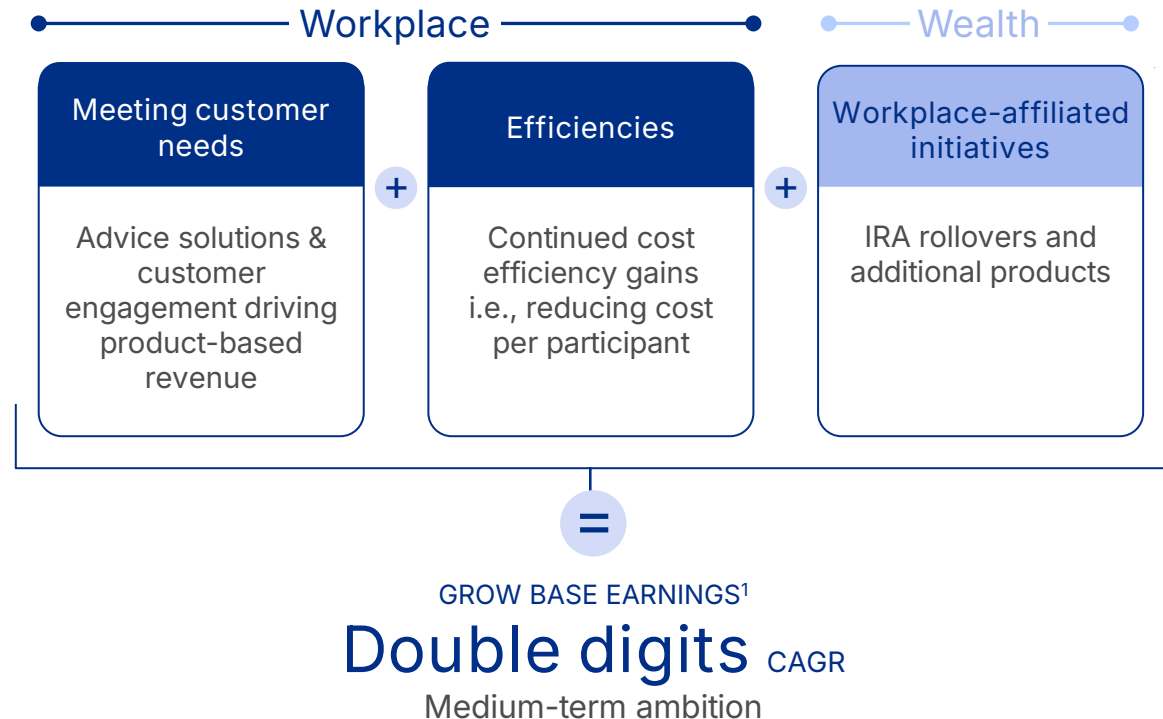 Workplace
Wealth
Meeting customer
needs
Advice solutions &
customer
engagement driving
product-based
revenue
+
Efficiencies
Continued cost
efficiency gains
i.e., reducing cost
per participant
+
Workplace-affiliated
initiatives
IRA rollovers and
additional products
=
GROW BASE EARNINGS¹
Double digits CAGR
Medium-term ambition